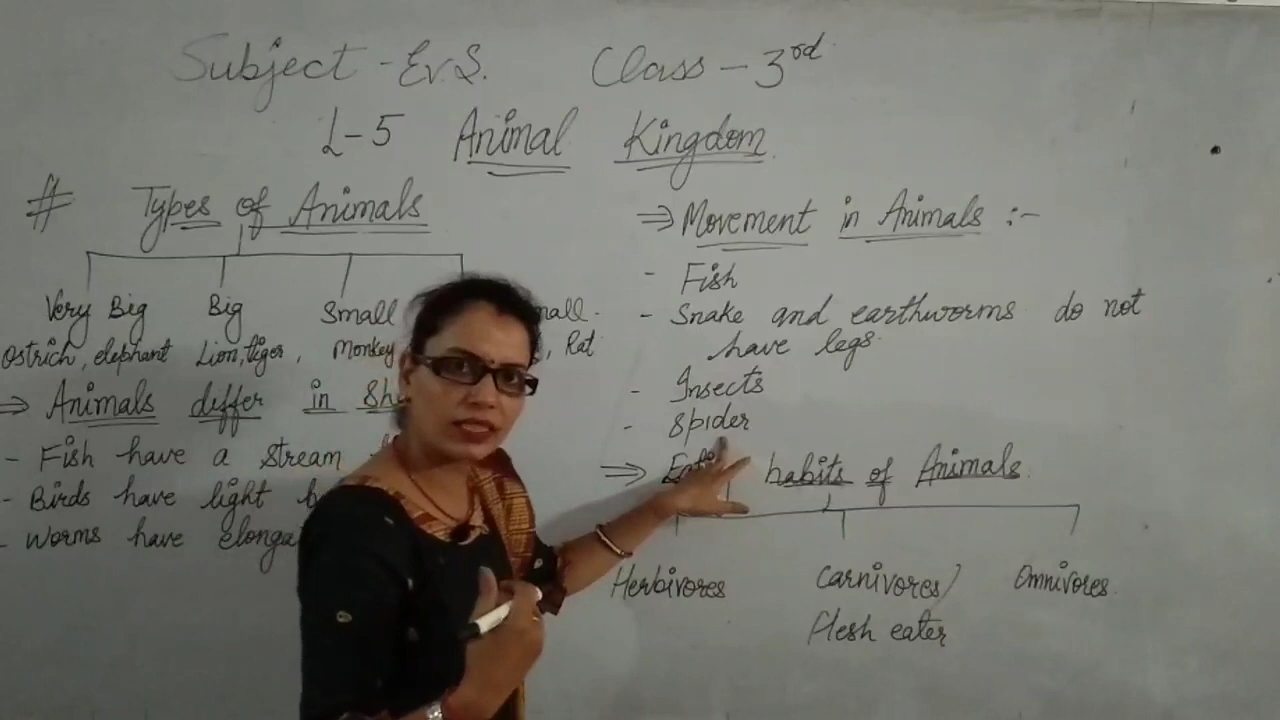 Subject - Ev.S. Class - 3rd
L-5 Animal Kingdom
# Types of Animals
Very Big Big Small
Ostrich, elephant Lion, tiger, Monkey , Rat
⇒ Animals differ in
- Fish have a stream
- Birds have light
- Worms have
⇒ Movement in Animals :-
- Fish
- Snake and earthworms do not
have legs.
- Insects
- Spider
⇒ habits of Animals.
Herbivores Carnivores/ Omnivores.
flesh eater